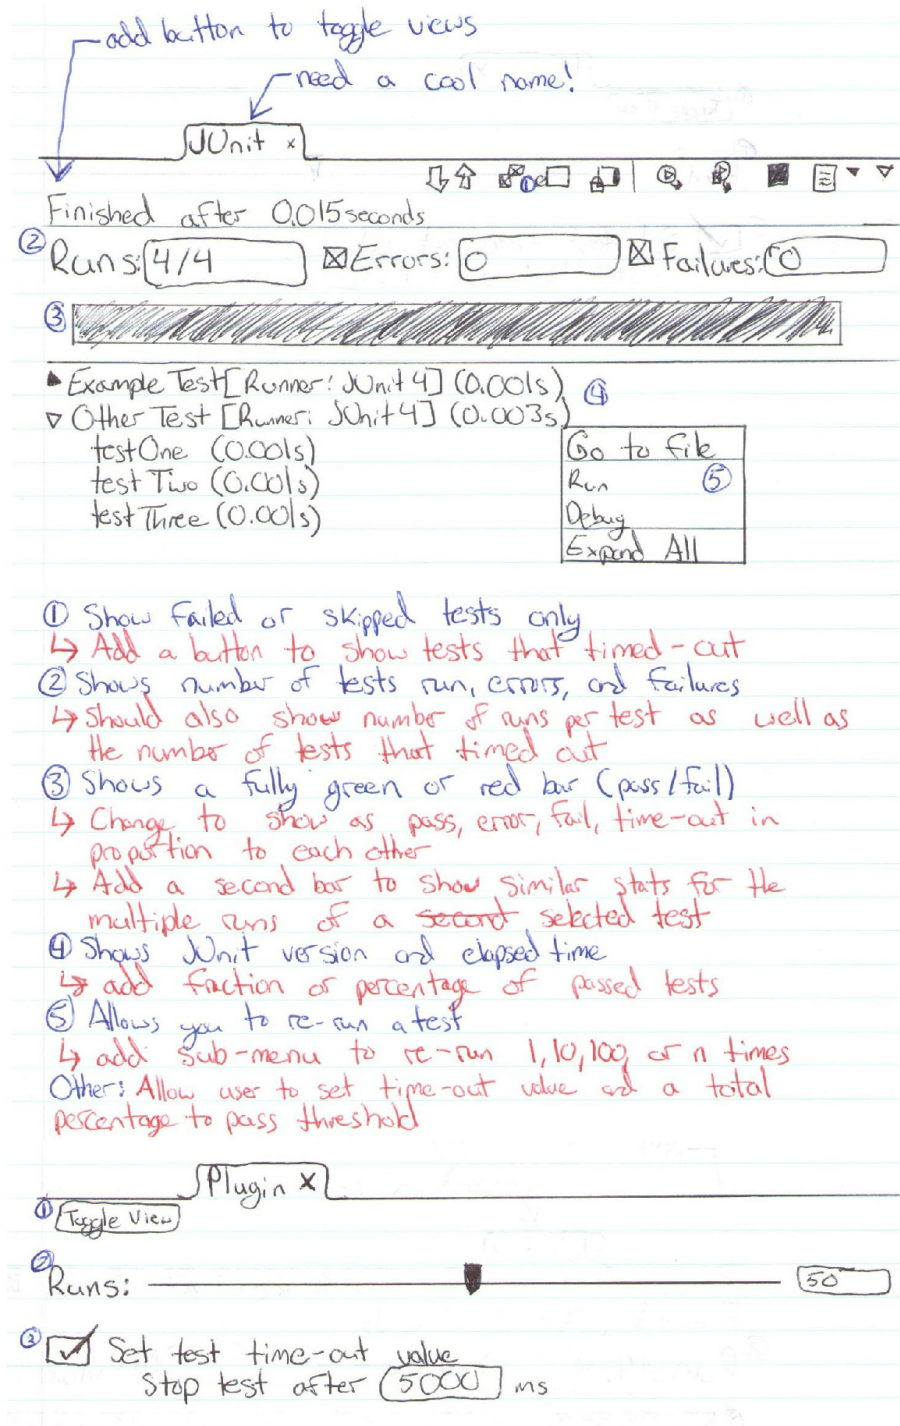 add button to toggle views
need a cool name!
JUnit x
Finished after 0.015 seconds
② Runs: 4/4 Errors: 0 Failures: 0
③
Example Test [Runner: JUnit 4] (0.001s) ④
Other Test [Runner: JUnit 4] (0.003s)
testOne (0.001s)
test Two (0.001s)
test Three (0.001s)
Go to file
Run ⑤
Debug
Expand All
① Show failed or skipped tests only
↳ Add a button to show tests that timed-out
② Shows number of tests run, errors, and failures
↳ Should also show number of runs per test as well as
the number of tests that timed out
③ Shows a fully green or red bar (pass/fail)
↳ Change to show as pass, error, fail, time-out in
proportion to each other
↳ Add a second bar to show similar stats for the
multiple runs of a second selected test
④ Shows JUnit version and elapsed time
↳ add fraction or percentage of passed tests
⑤ Allows you to re-run a test
↳ add sub-menu to re-run 1, 10, 100, or n times
Other: Allow user to set time-out value and a total
percentage to pass threshold
Plugin X
① Toggle View
② Runs: 50
③ Set test time-out value
Stop test after 5000 ms